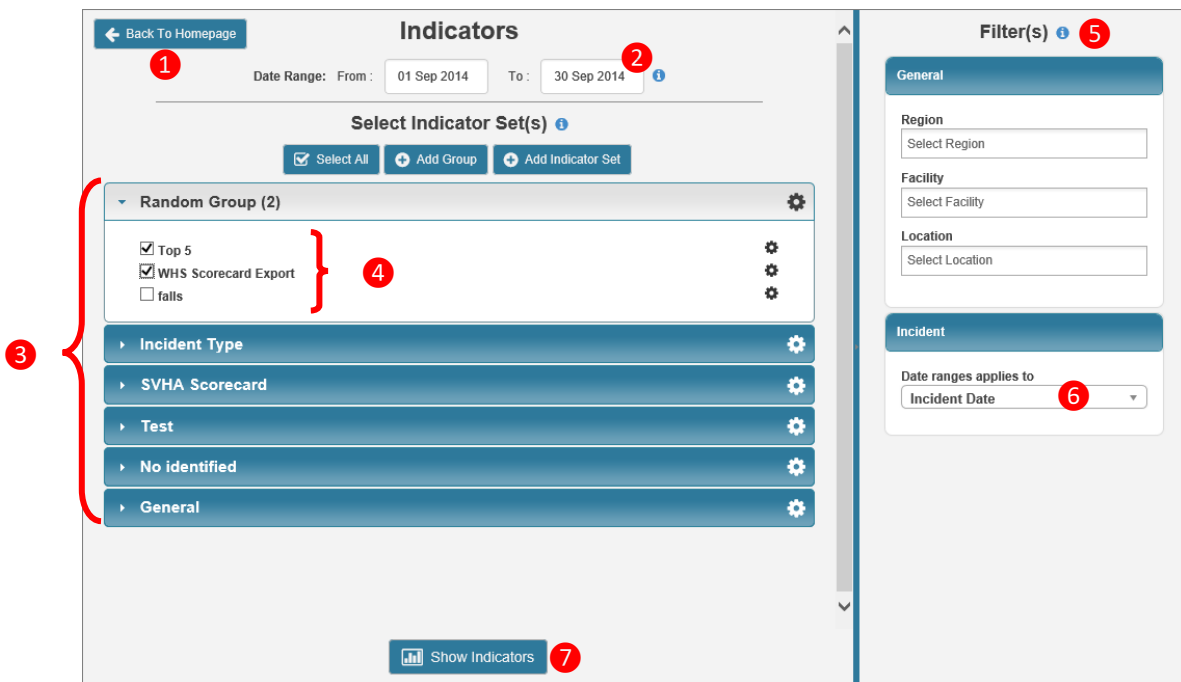 Back To Homepage
1
Indicators
Date Range: From : 01 Sep 2014 To : 30 Sep 2014
2
Select Indicator Set(s)
Select All
Add Group
Add Indicator Set
3
Random Group (2)
Top 5
WHS Scorecard Export
falls
4
Incident Type
SVHA Scorecard
Test
No identified
General
Show Indicators
7
Filter(s)
5
General
Region
Select Region
Facility
Select Facility
Location
Select Location
Incident
Date ranges applies to
Incident Date
6